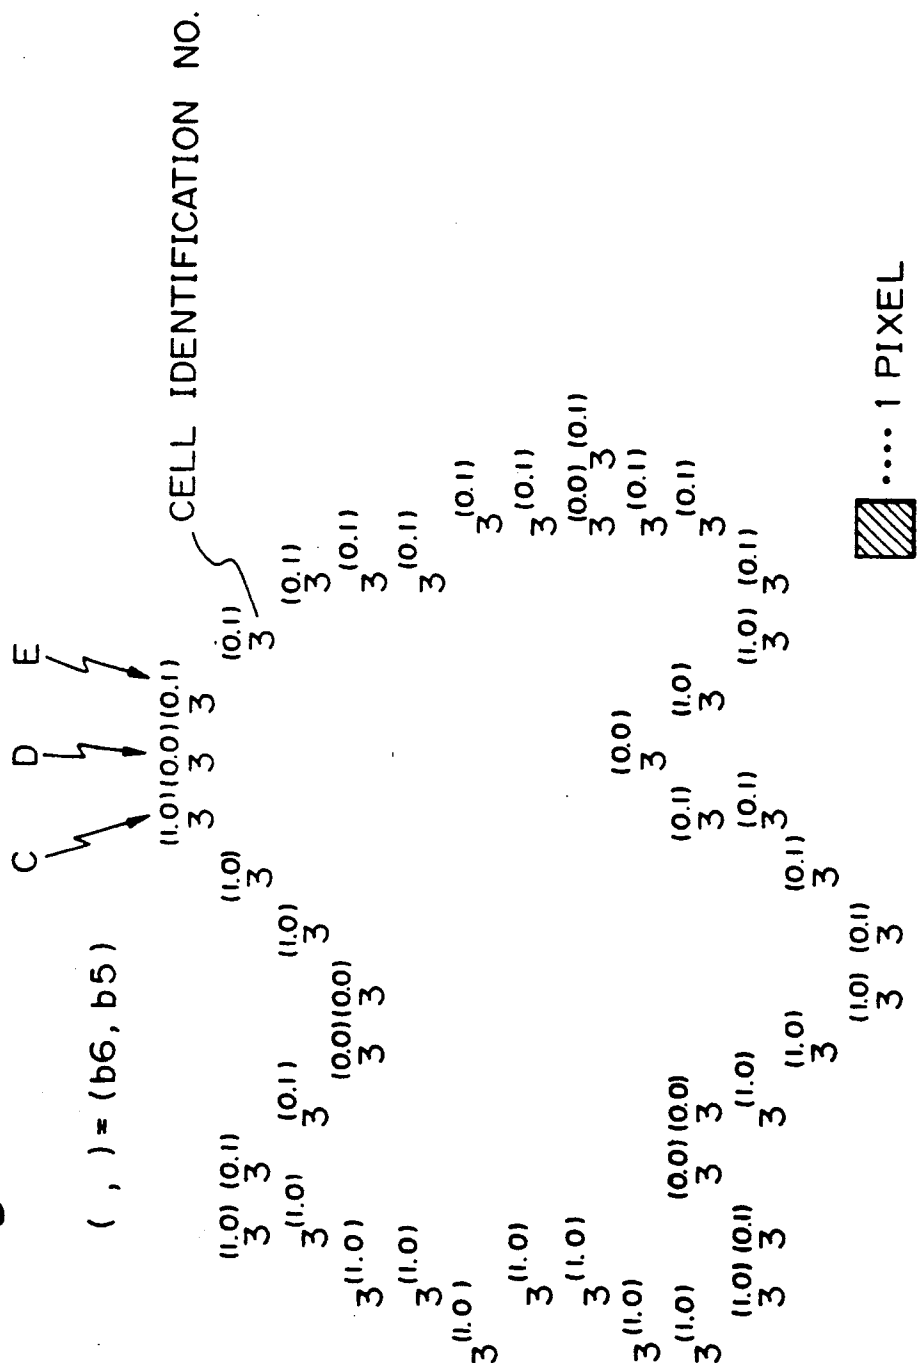 C D E
( , ) = (b6, b5)
(1.0) (0.0) (0.1) CELL IDENTIFICATION NO.
3 3 3
(1.0) (0.1) (1.0) (0.1)
3 3 3 3
(1.0) (0.1) (1.0) (0.1)
3 3 3 3
(1.0) (0.0) (0.0) (0.1)
3 3 3 3
(1.0) (0.1)
3 3
(1.0) (0.1)
3 3
(1.0) (0.1)
3 3
(1.0) (0.0) (0.1)
3 3 3
(1.0) (0.0) (0.1)
3 3 3
(1.0) (0.0) (0.0) (0.1) (1.0) (0.1)
3 3 3 3 3 3
(1.0) (0.1) (1.0) (0.1) (1.0) (0.1)
3 3 3 3 3 3
(1.0) (0.1)
3 3
(1.0) (0.1)
3 3
.... 1 PIXEL